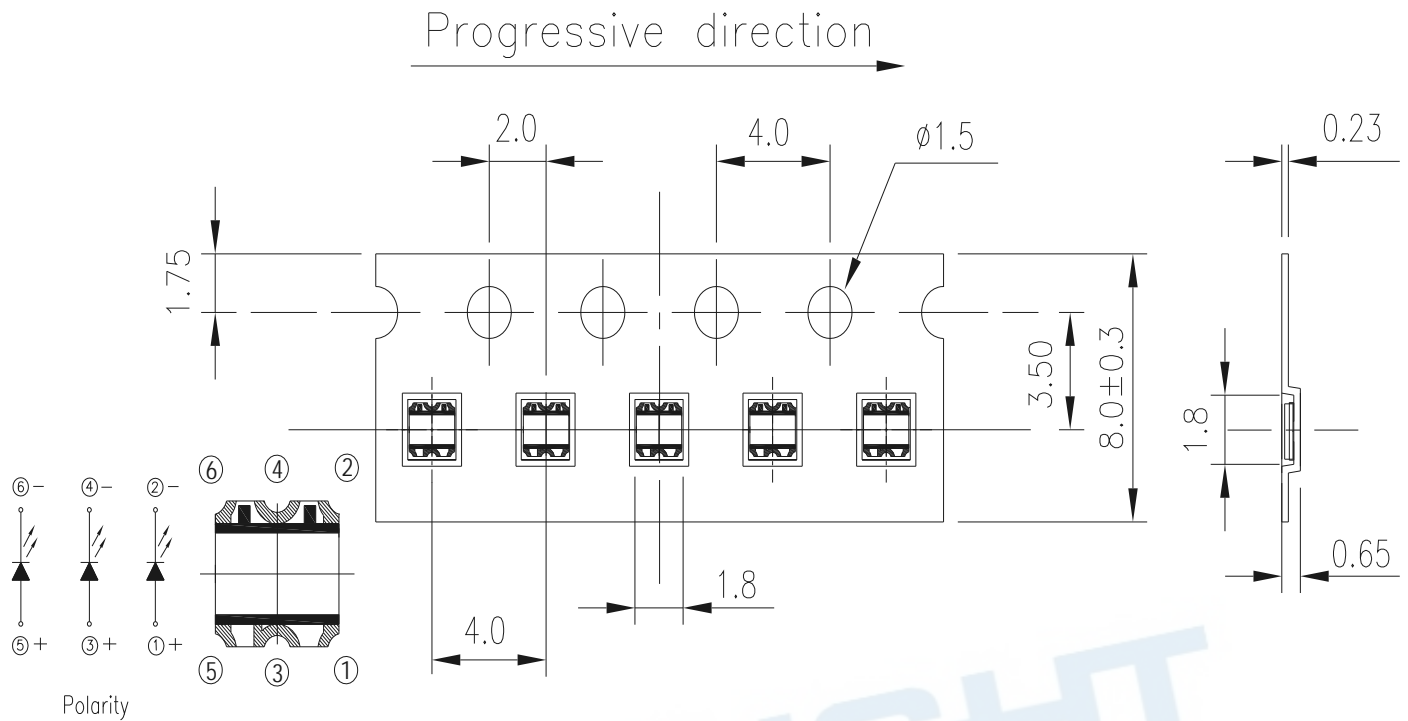 Progressive direction
2.0
4.0
ø1.5
0.23
1.75
3.50
8.0±0.3
1.8
0.65
1.8
4.0
⑥ ④ ②
⑥- ④- ②-
⑤+ ③+ ①+
⑤ ③ ①
Polarity